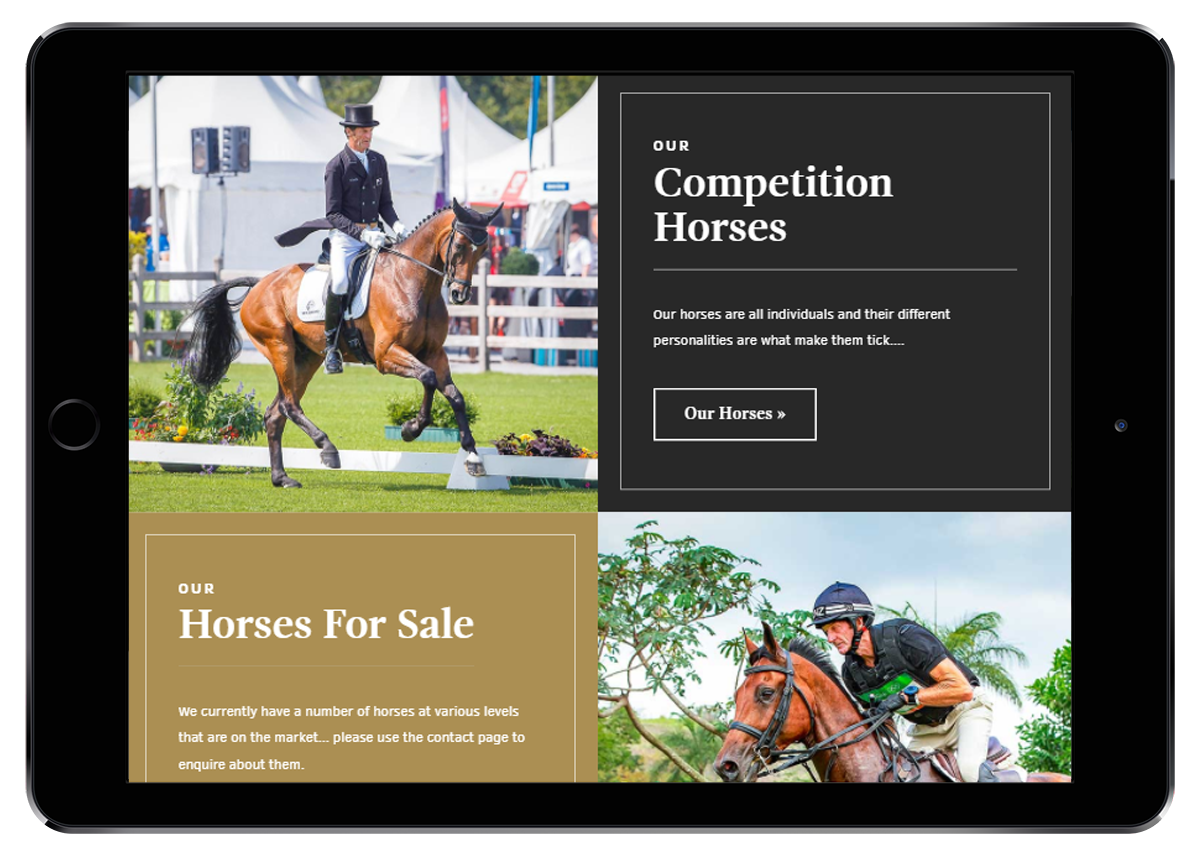 OUR
Competition
Horses
Our horses are all individuals and their different
personalities are what make them tick....
Our Horses »
OUR
Horses For Sale
We currently have a number of horses at various levels
that are on the market... please use the contact page to
enquire about them.